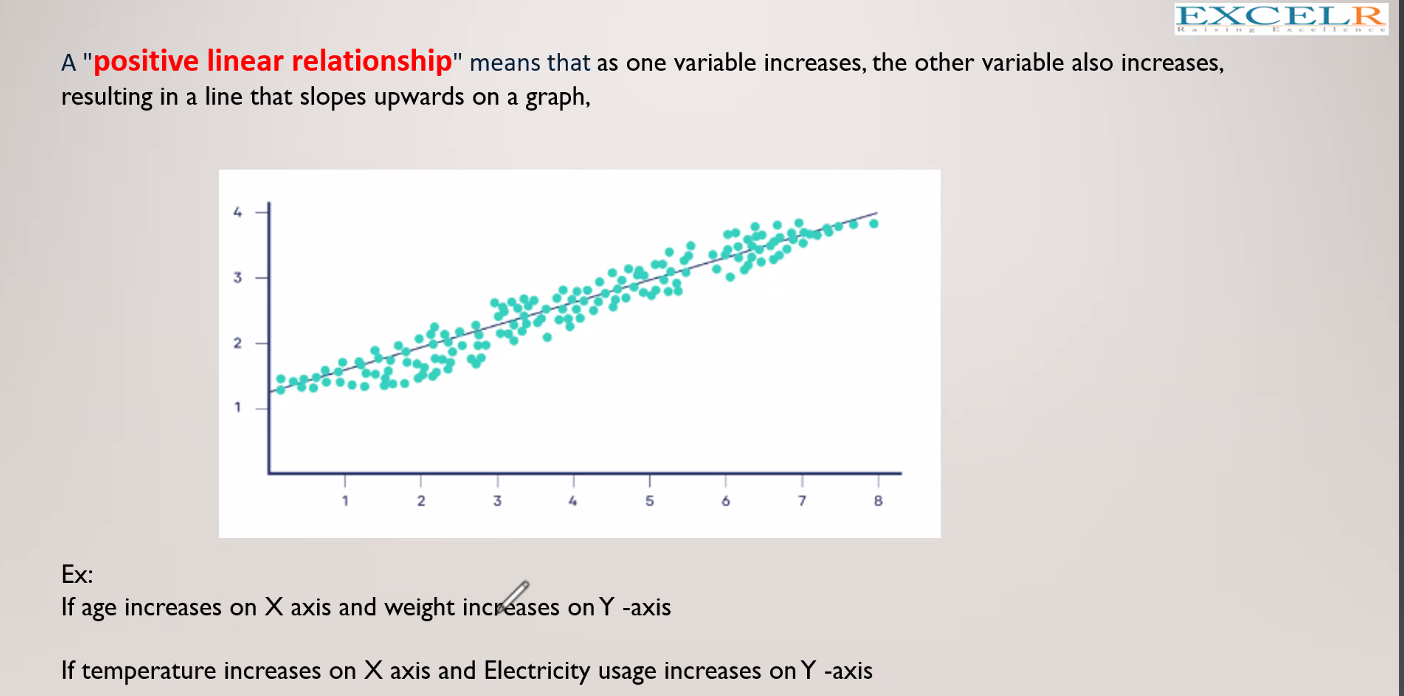 EXCELR
Raising Excellence
A "positive linear relationship" means that as one variable increases, the other variable also increases,
resulting in a line that slopes upwards on a graph,
4
3
2
1
1 2 3 4 5 6 7 8
Ex:
If age increases on X axis and weight increases on Y -axis
If temperature increases on X axis and Electricity usage increases on Y -axis